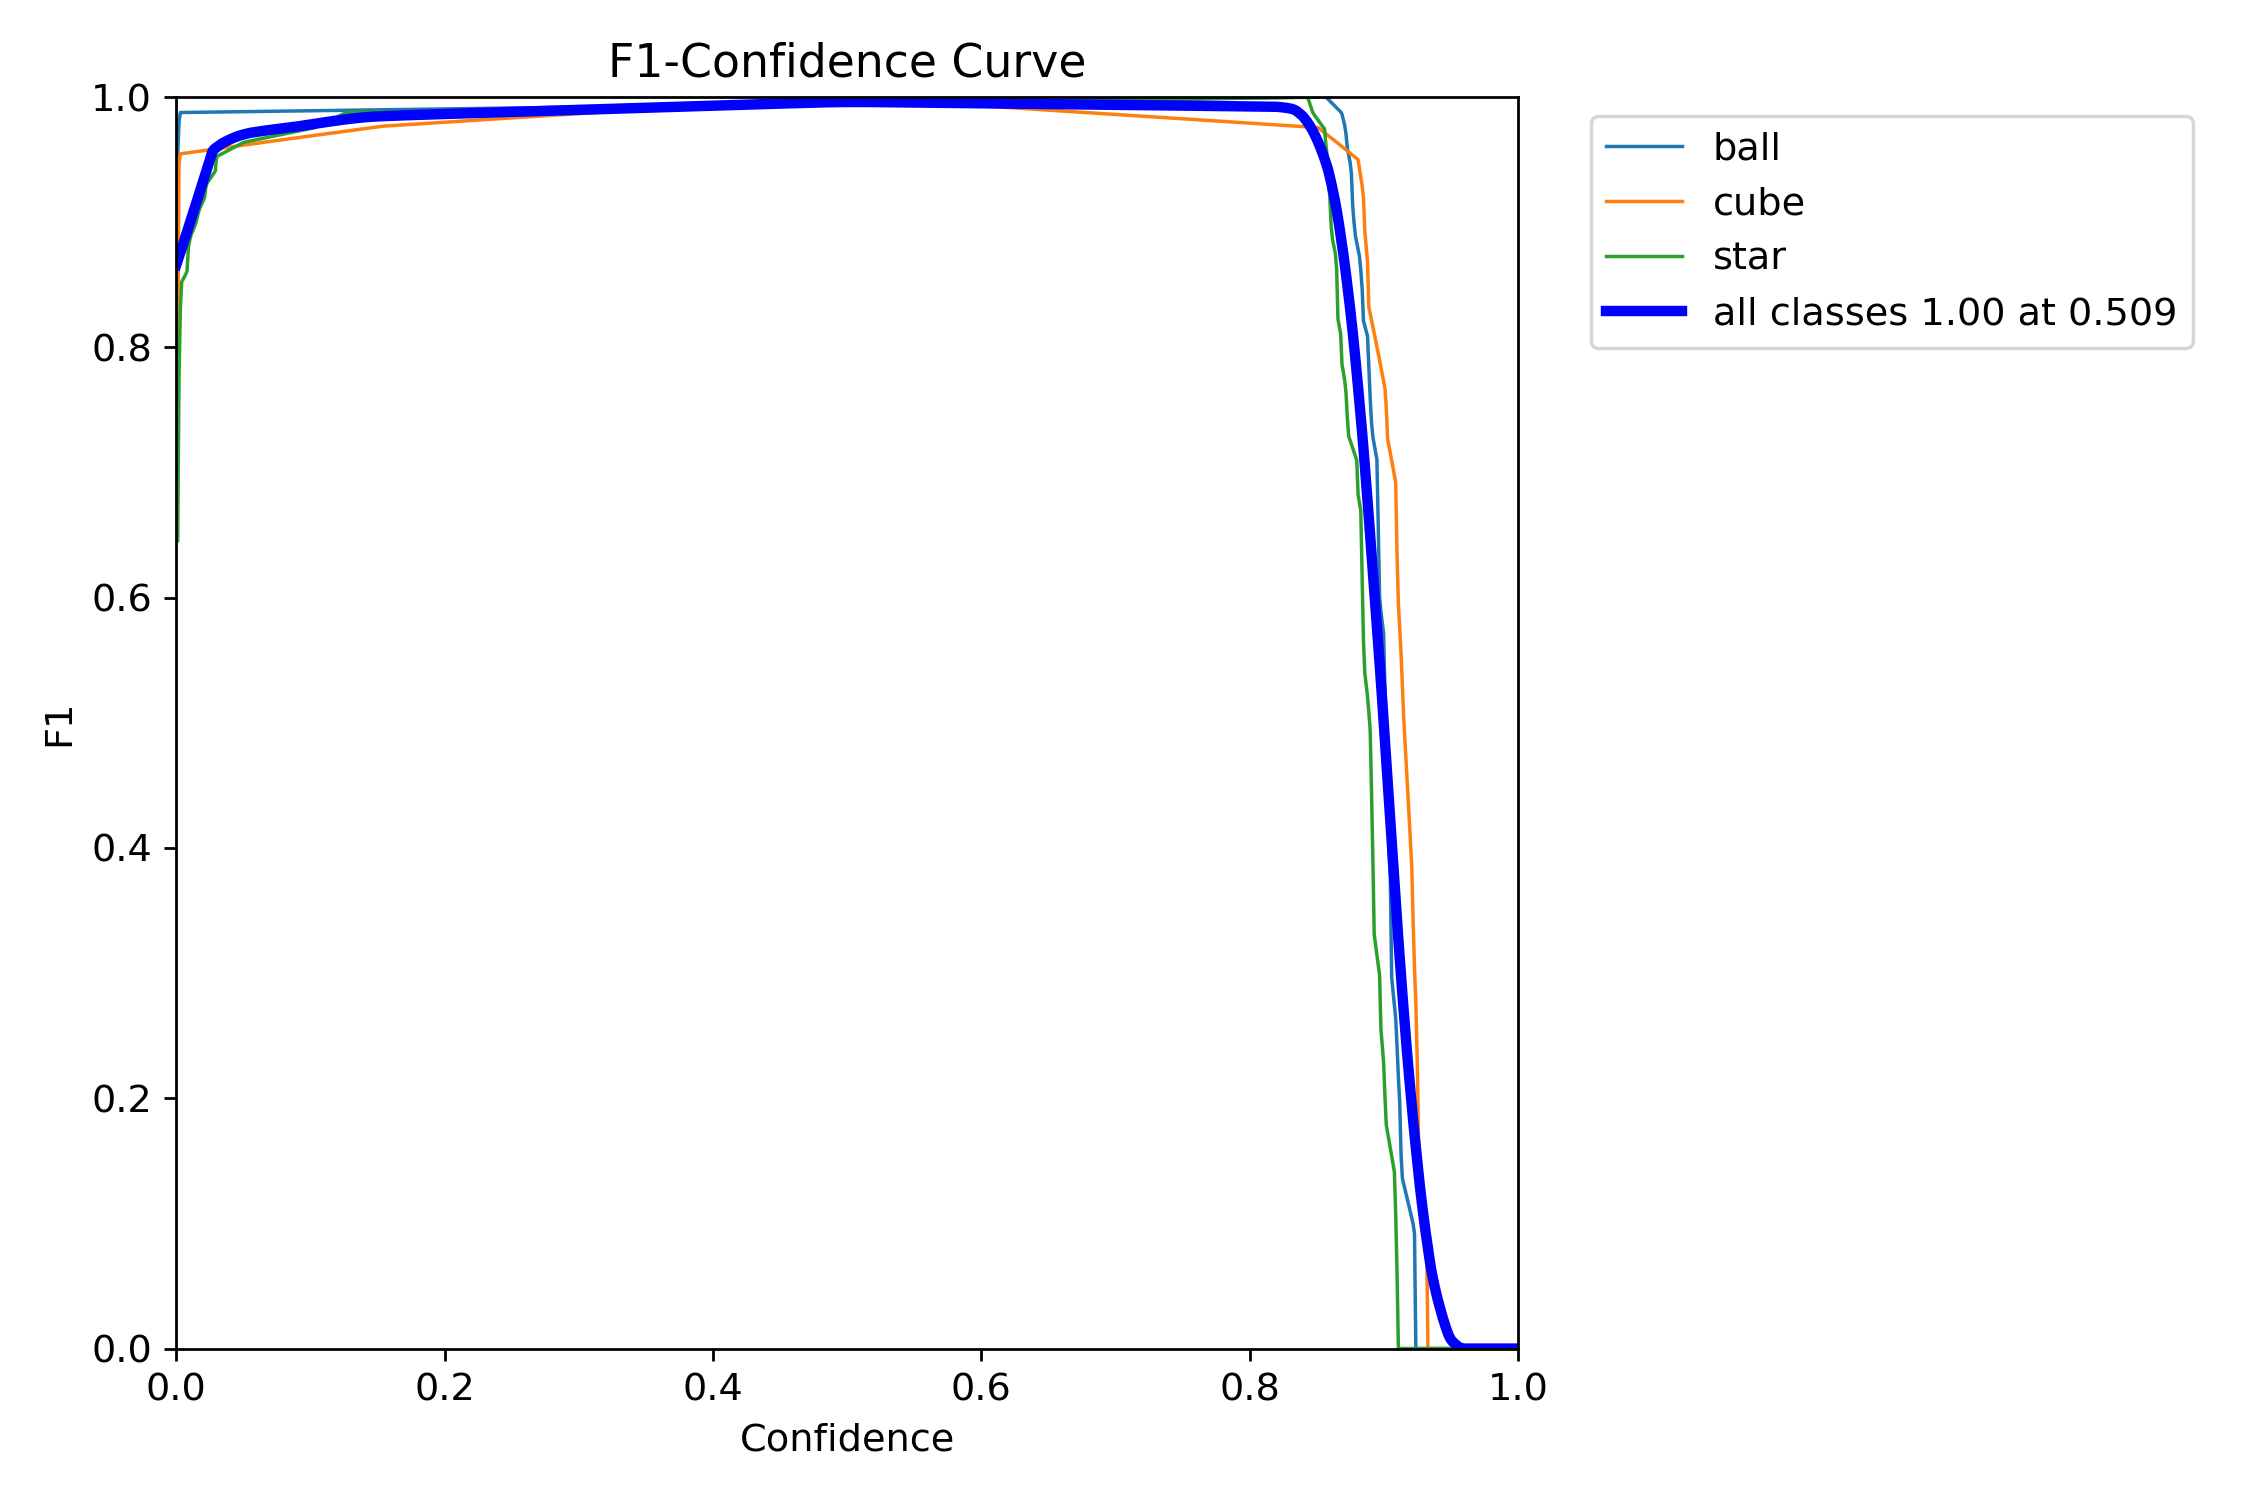 F1-Confidence Curve
1.0
0.8
0.6
0.4
0.2
0.0
F1
0.0 0.2 0.4 0.6 0.8 1.0
Confidence
ball
cube
star
all classes 1.00 at 0.509